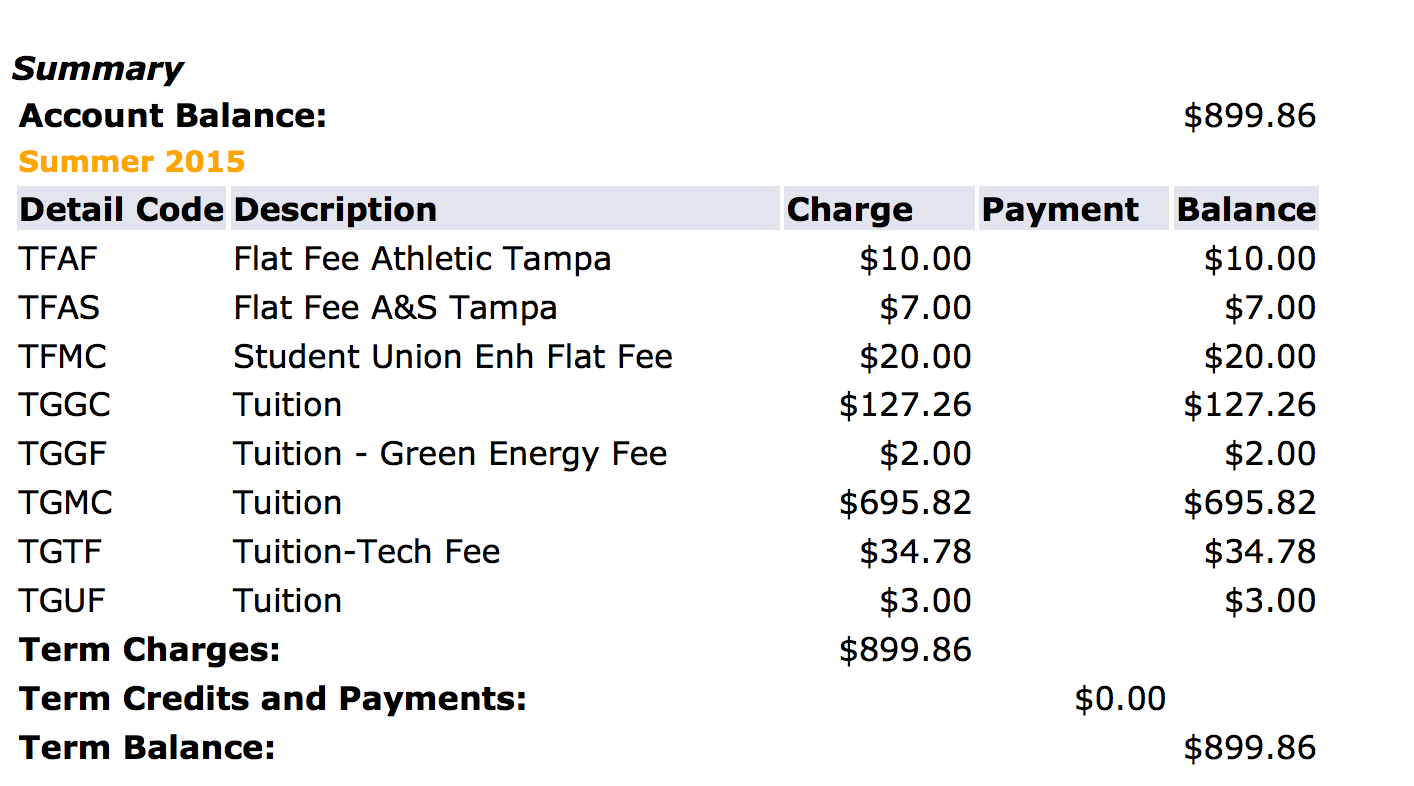 Summary
Account Balance: $899.86
Summer 2015
Detail Code Description Charge Payment Balance
TFAF Flat Fee Athletic Tampa $10.00 $10.00
TFAS Flat Fee A&S Tampa $7.00 $7.00
TFMC Student Union Enh Flat Fee $20.00 $20.00
TGGC Tuition $127.26 $127.26
TGGF Tuition - Green Energy Fee $2.00 $2.00
TGMC Tuition $695.82 $695.82
TGTF Tuition-Tech Fee $34.78 $34.78
TGUF Tuition $3.00 $3.00
Term Charges: $899.86
Term Credits and Payments: $0.00
Term Balance: $899.86